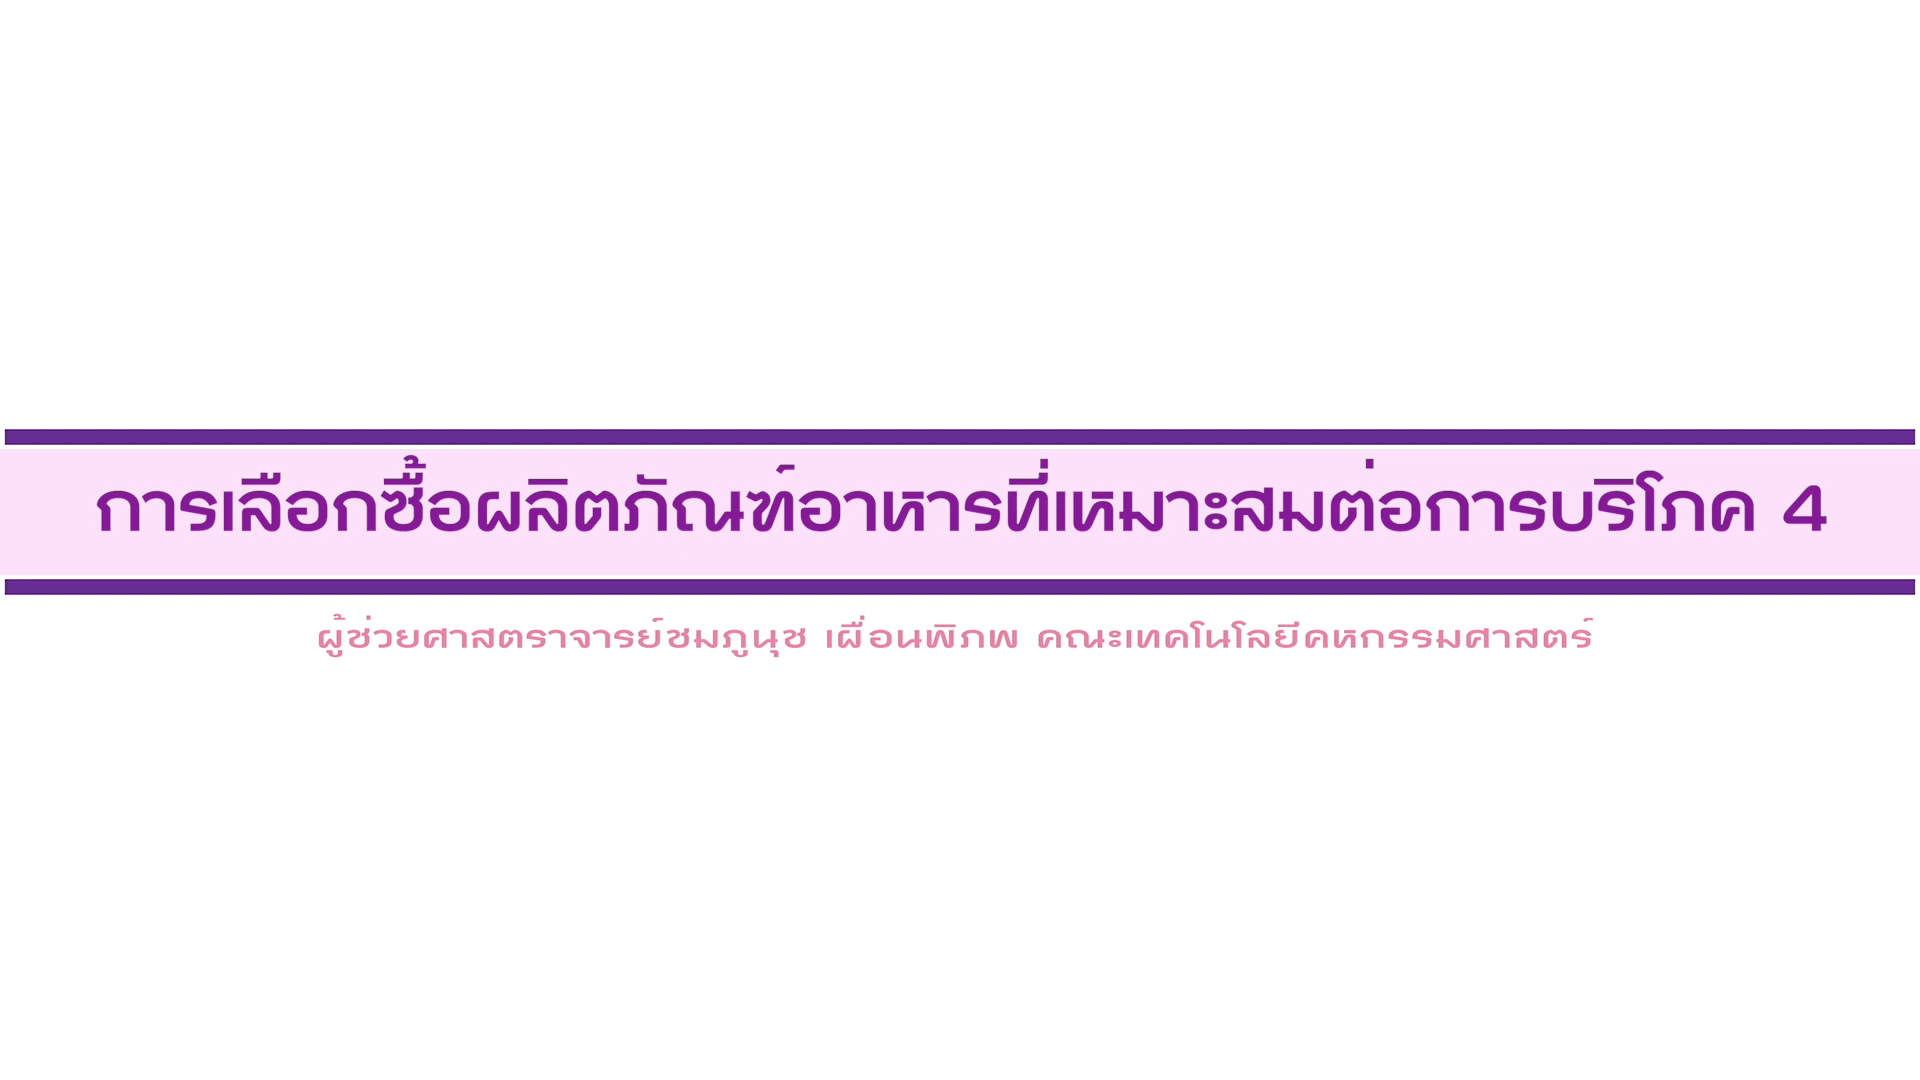 การเลือกซื้อผลิตภัณฑ์อาหารที่เหมาะสมต่อการบริโภค 4
ผู้ช่วยศาสตราจารย์ชมภูนุช เผื่อนพิภพ คณะเทคโนโลยีคหกรรมศาสตร์